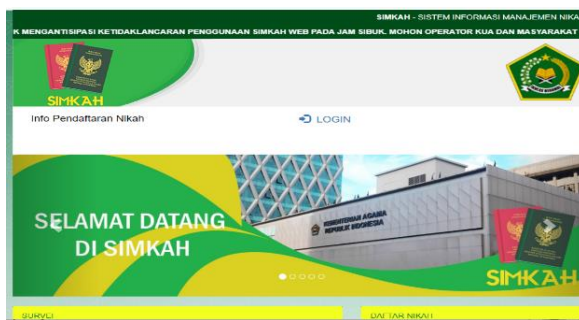 SIMKAH - SISTEM INFORMASI MANAJEMEN NIKA
K MENGANTISIPASI KETIDAKLANCARAN PENGGUNAAN SIMKAH WEB PADA JAM SIBUK. MOHON OPERATOR KUA DAN MASYARAKAT
SIMKAH
Info Pendaftaran Nikah
LOGIN
SELAMAT DATANG
DI SIMKAH
KEMENTERIAN AGAMA
REPUBLIK INDONESIA
SIMKAH
SURVEI
DAFTAR NIKAH